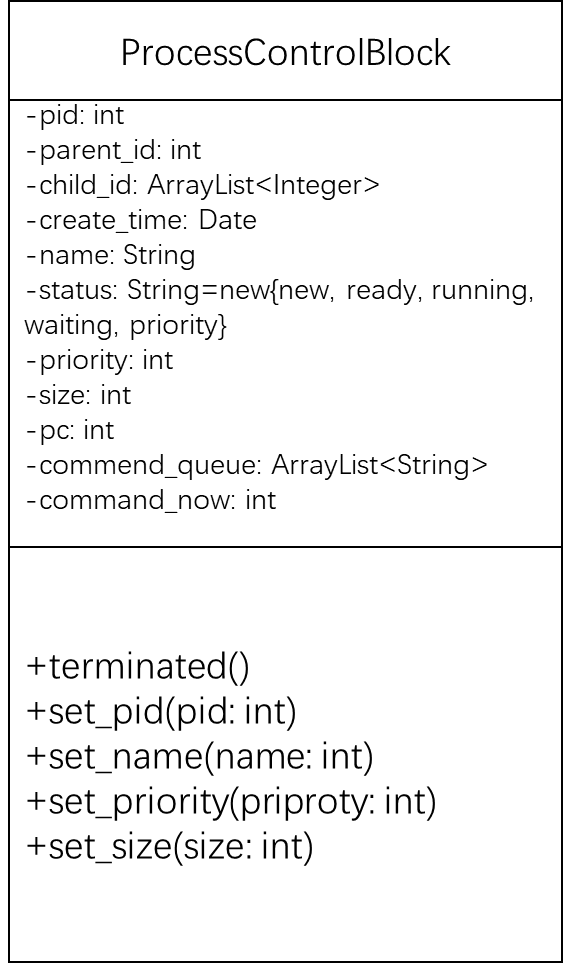 ProcessControlBlock
-pid: int
-parent_id: int
-child_id: ArrayList<Integer>
-create_time: Date
-name: String
-status: String=new{new, ready, running,
waiting, priority}
-priority: int
-size: int
-pc: int
-commend_queue: ArrayList<String>
-command_now: int
+terminated()
+set_pid(pid: int)
+set_name(name: int)
+set_priority(priproty: int)
+set_size(size: int)